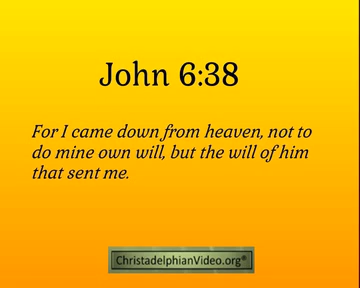 John 6:38
For I came down from heaven, not to
do mine own will, but the will of him
that sent me.
ChristadelphianVideo.org®